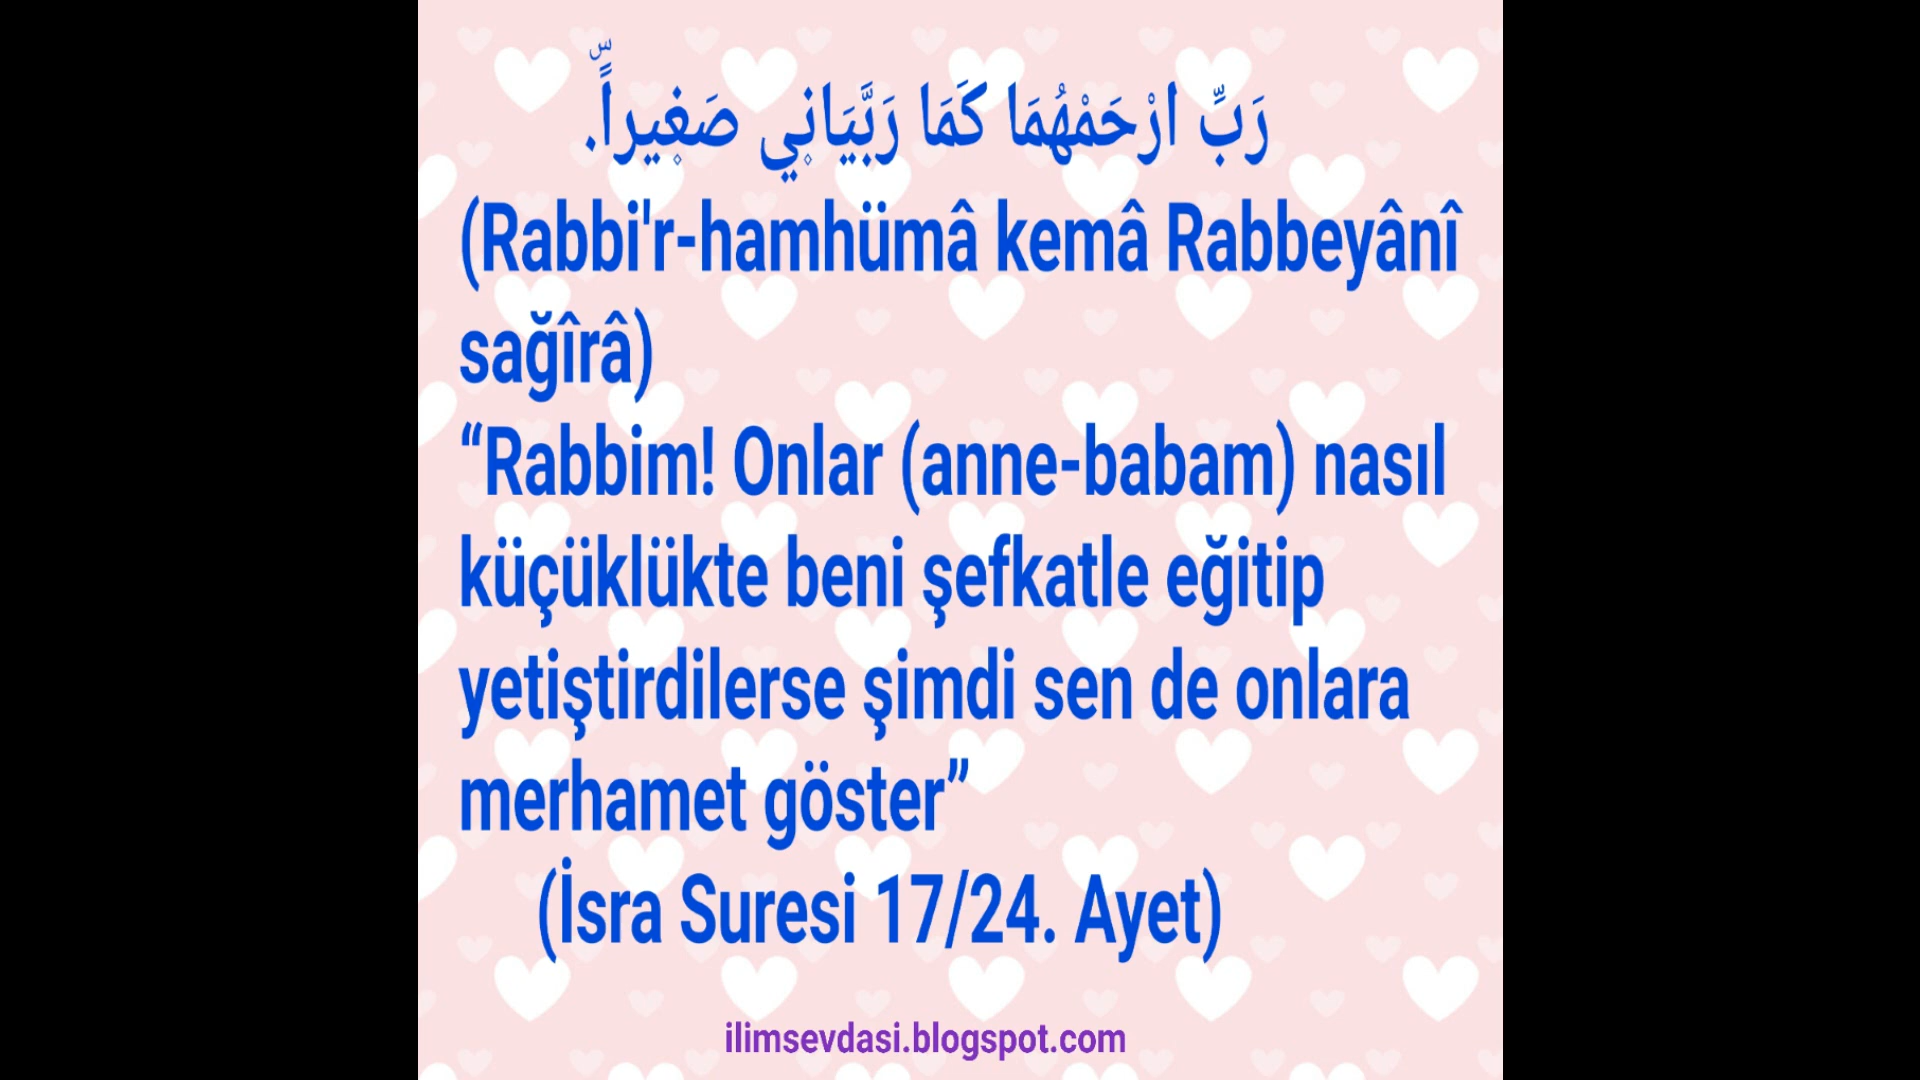 رَبِّ ارْحَمْهُمَا كَمَا رَبَّيَانٖي صَغٖيراًّۜ.
(Rabbi'r-hamhümâ kemâ Rabbeyânî
sağîrâ)
“Rabbim! Onlar (anne-babam) nasıl
küçüklükte beni şefkatle eğitip
yetiştirdilerse şimdi sen de onlara
merhamet göster”
(İsra Suresi 17/24. Ayet)
ilimsevdasi.blogspot.com